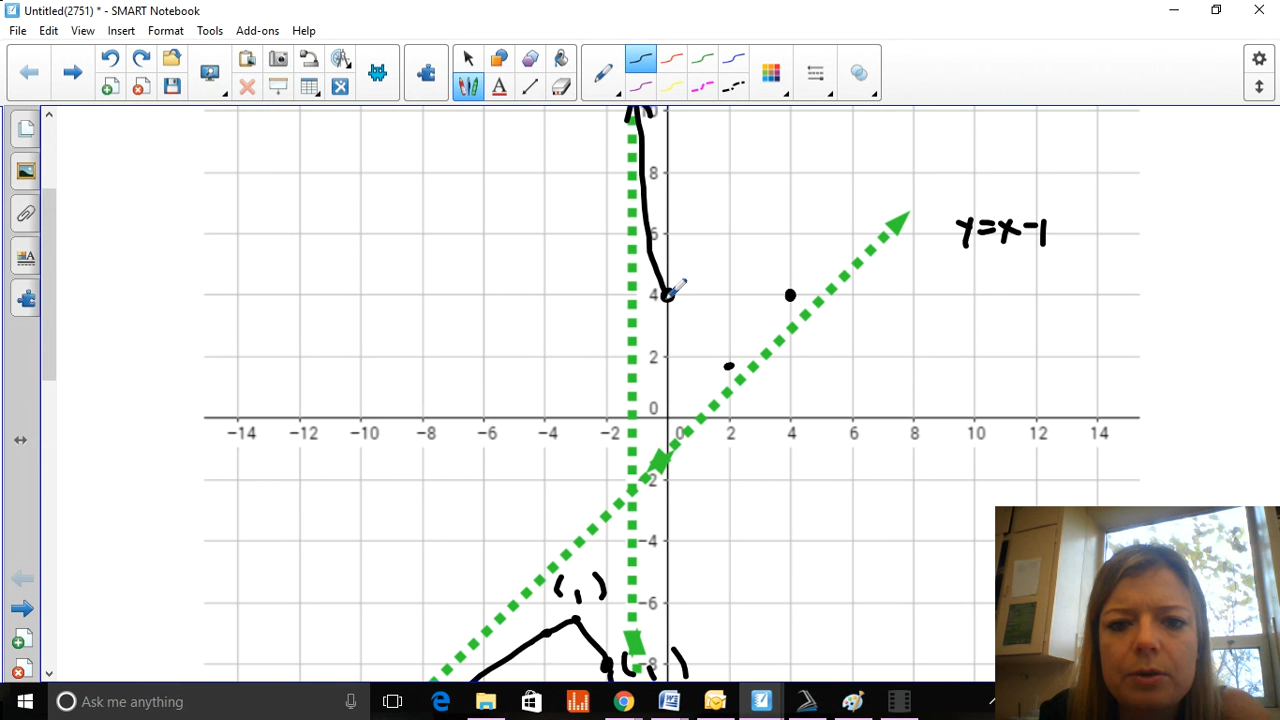 Untitled(2751) * - SMART Notebook
File Edit View Insert Format Tools Add-ons Help
10
8
6
4
2
0
-2
-4
-6
-8
−14 −12 −10 −8 −6 −4 −2 0 2 4 6 8 10 12 14
y=x-1
( , )
( , )
Ask me anything